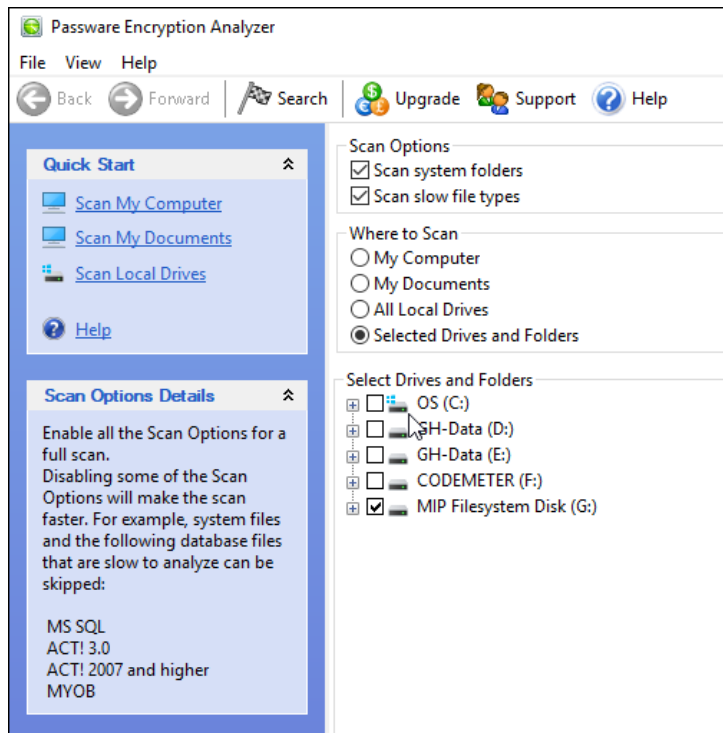 Passware Encryption Analyzer
File View Help
Back Forward Search Upgrade Support Help
Quick Start
Scan My Computer
Scan My Documents
Scan Local Drives
Help
Scan Options Details
Enable all the Scan Options for a
full scan.
Disabling some of the Scan
Options will make the scan
faster. For example, system files
and the following database files
that are slow to analyze can be
skipped:
MS SQL
ACT! 3.0
ACT! 2007 and higher
MYOB
Scan Options
Scan system folders
Scan slow file types
Where to Scan
My Computer
My Documents
All Local Drives
Selected Drives and Folders
Select Drives and Folders
OS (C:)
GH-Data (D:)
GH-Data (E:)
CODEMETER (F:)
MIP Filesystem Disk (G:)